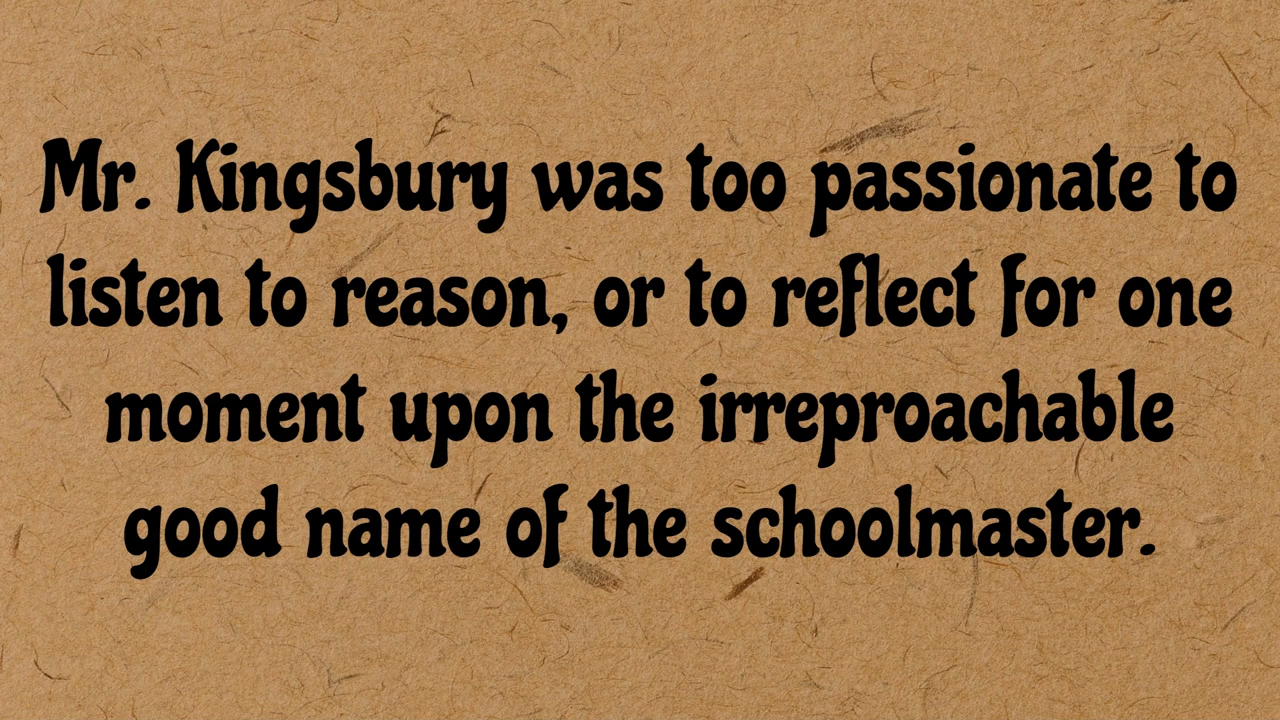 Mr. Kingsbury was too passionate to
listen to reason, or to reflect for one
moment upon the irreproachable
good name of the schoolmaster.